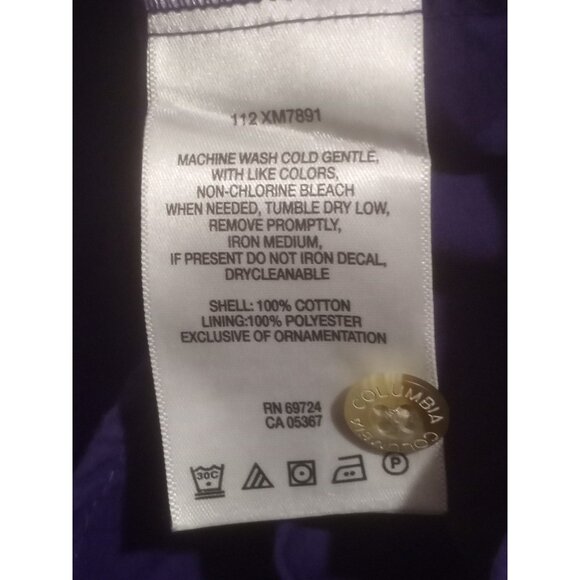 112 XM7891
MACHINE WASH COLD GENTLE,
WITH LIKE COLORS,
NON-CHLORINE BLEACH
WHEN NEEDED, TUMBLE DRY LOW,
REMOVE PROMPTLY,
IRON MEDIUM,
IF PRESENT DO NOT IRON DECAL,
DRYCLEANABLE
SHELL: 100% COTTON
LINING:100% POLYESTER
EXCLUSIVE OF ORNAMENTATION
RN 69724
CA 05367
COLUMBIA
30C
P